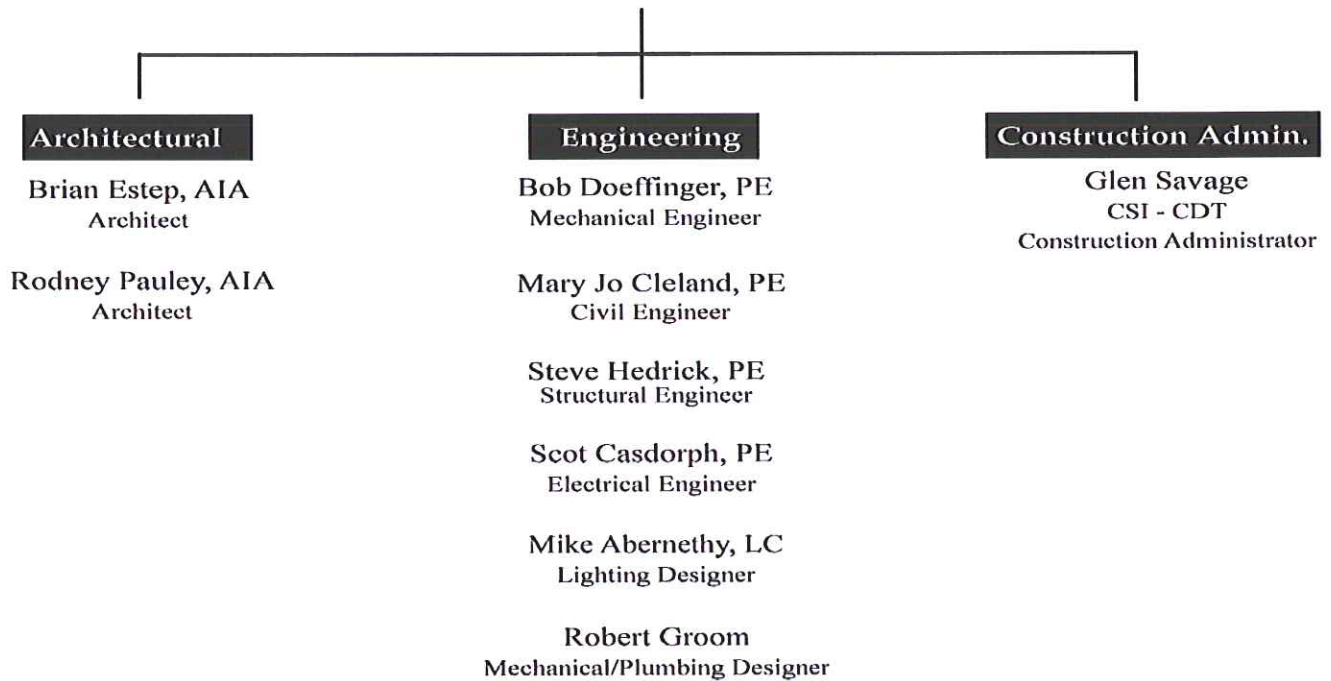 Architectural
Brian Estep, AIA
Architect
Rodney Pauley, AIA
Architect
Engineering
Bob Doeffinger, PE
Mechanical Engineer
Mary Jo Cleland, PE
Civil Engineer
Steve Hedrick, PE
Structural Engineer
Scot Casdorph, PE
Electrical Engineer
Mike Abernethy, LC
Lighting Designer
Robert Groom
Mechanical/Plumbing Designer
Construction Admin.
Glen Savage
CSI - CDT
Construction Administrator